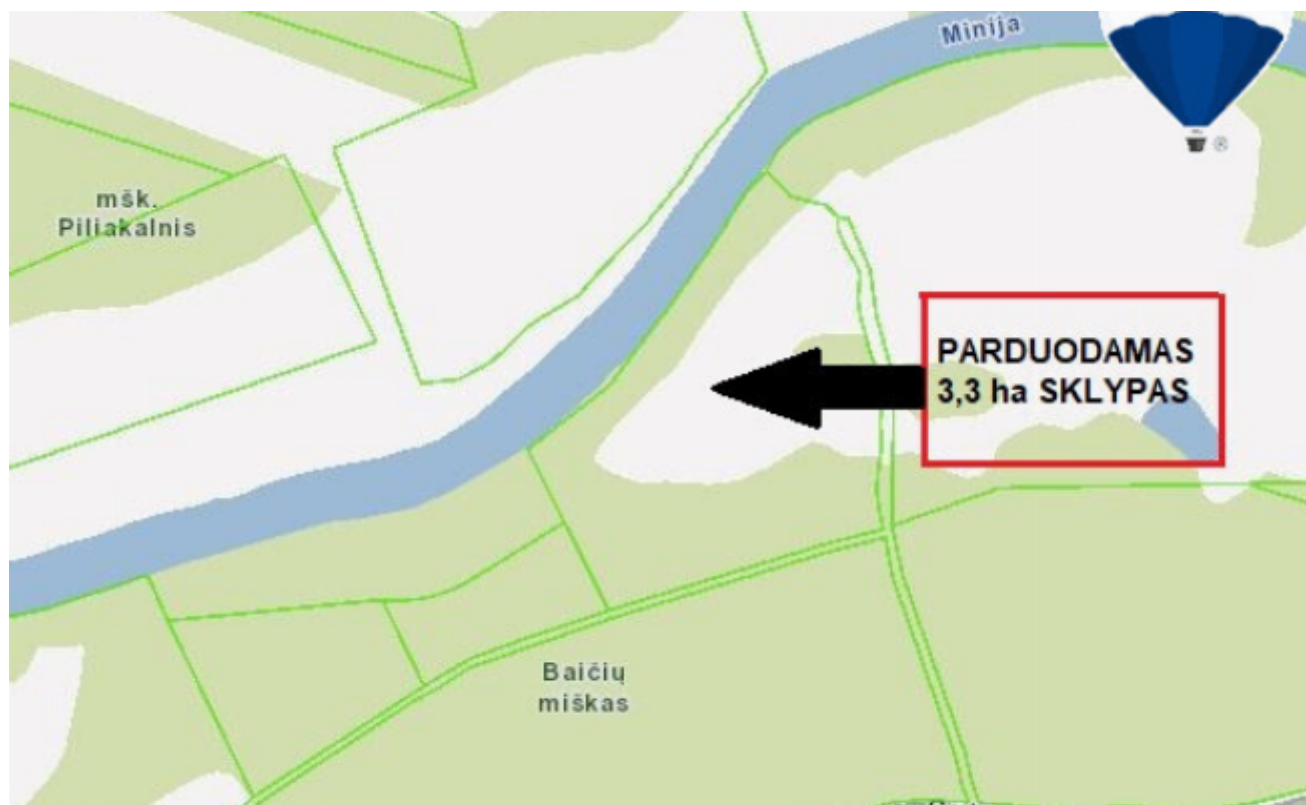 Minija
®
mšk.
Piliakalnis
PARDUODAMAS
3,3 ha SKLYPAS
Baičių
miškas